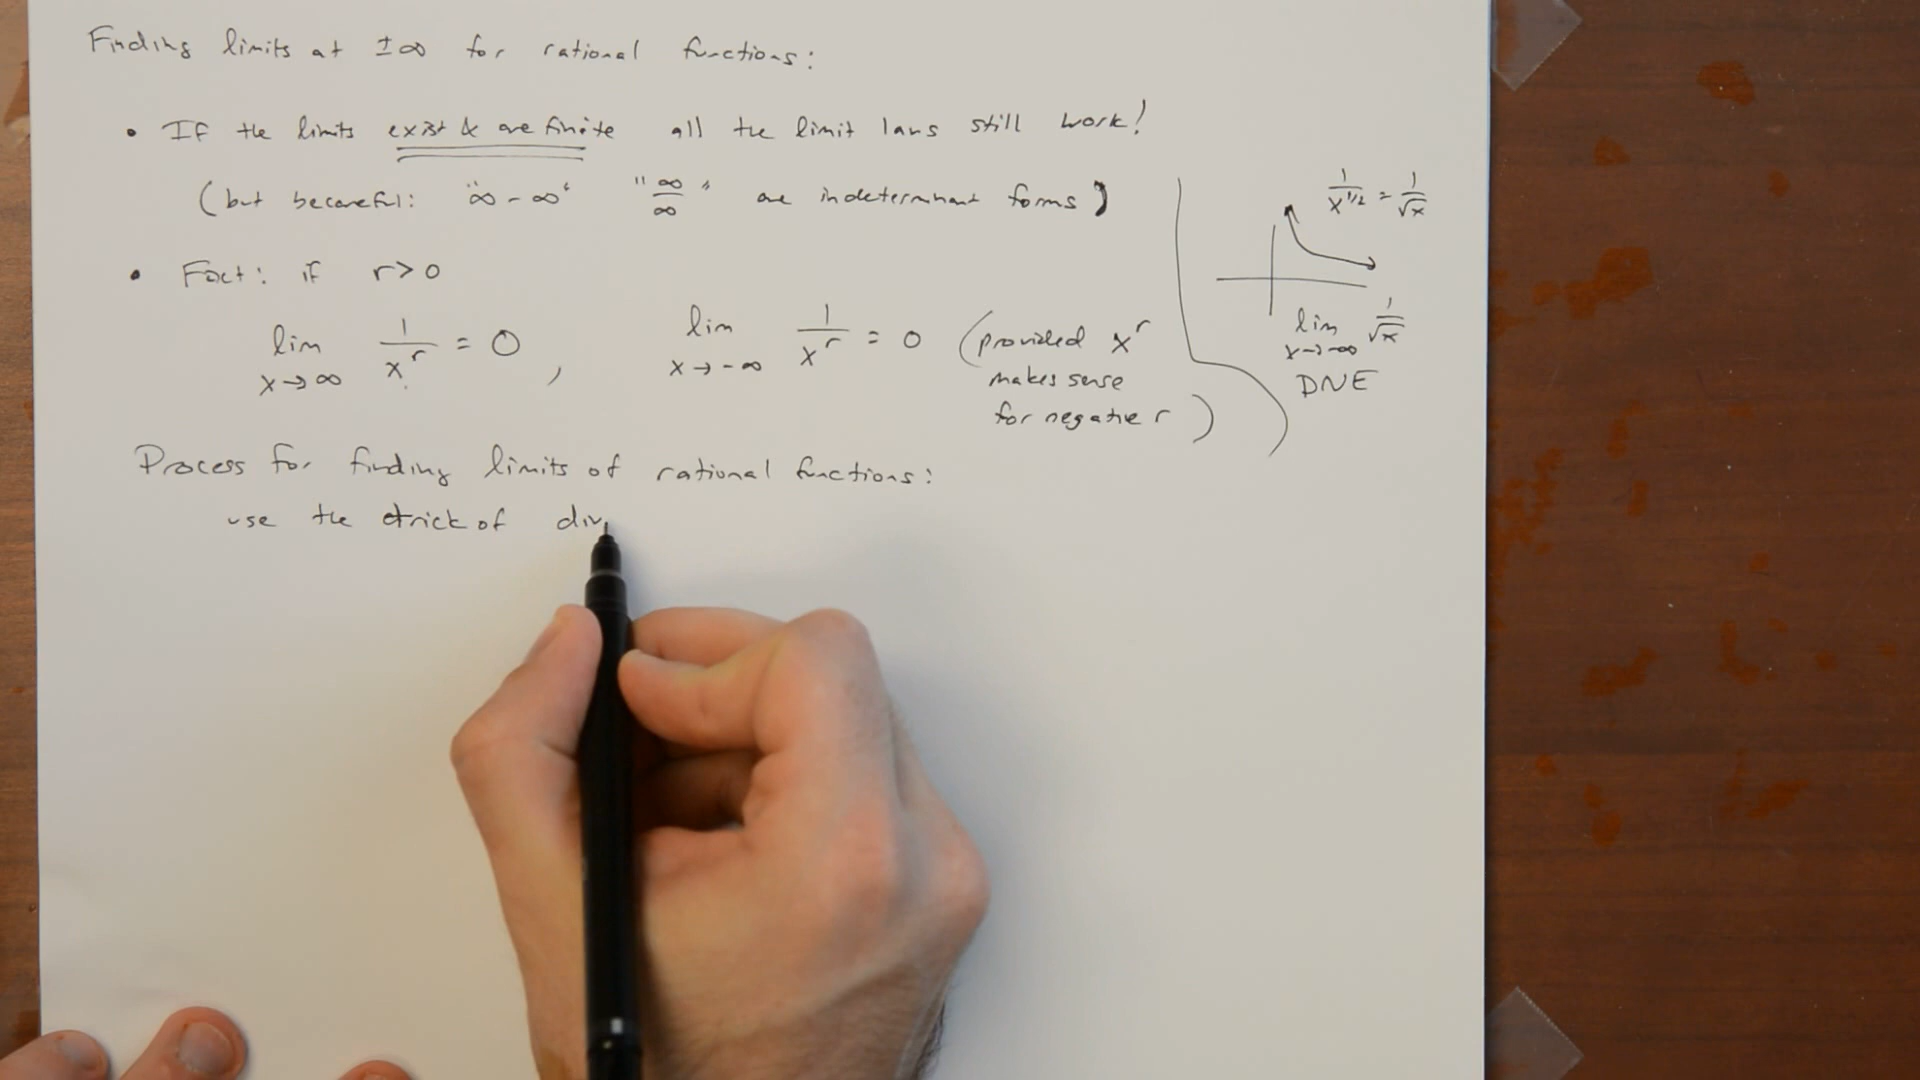 Finding limits at ±∞ for rational functions:
• If the limits exist & are finite all the limit laws still work!
(but becareful: "∞ - ∞" "∞/∞" are indeterminant forms)
• Fact: if r>0
lim x→∞ 1/x^r = 0, lim x→-∞ 1/x^r = 0 (provided x^r
makes sense
for negative r)
1/x^1/2 = 1/√x
lim x→-∞ 1/√x
DNE
Process for finding limits of rational functions:
use the trick of div